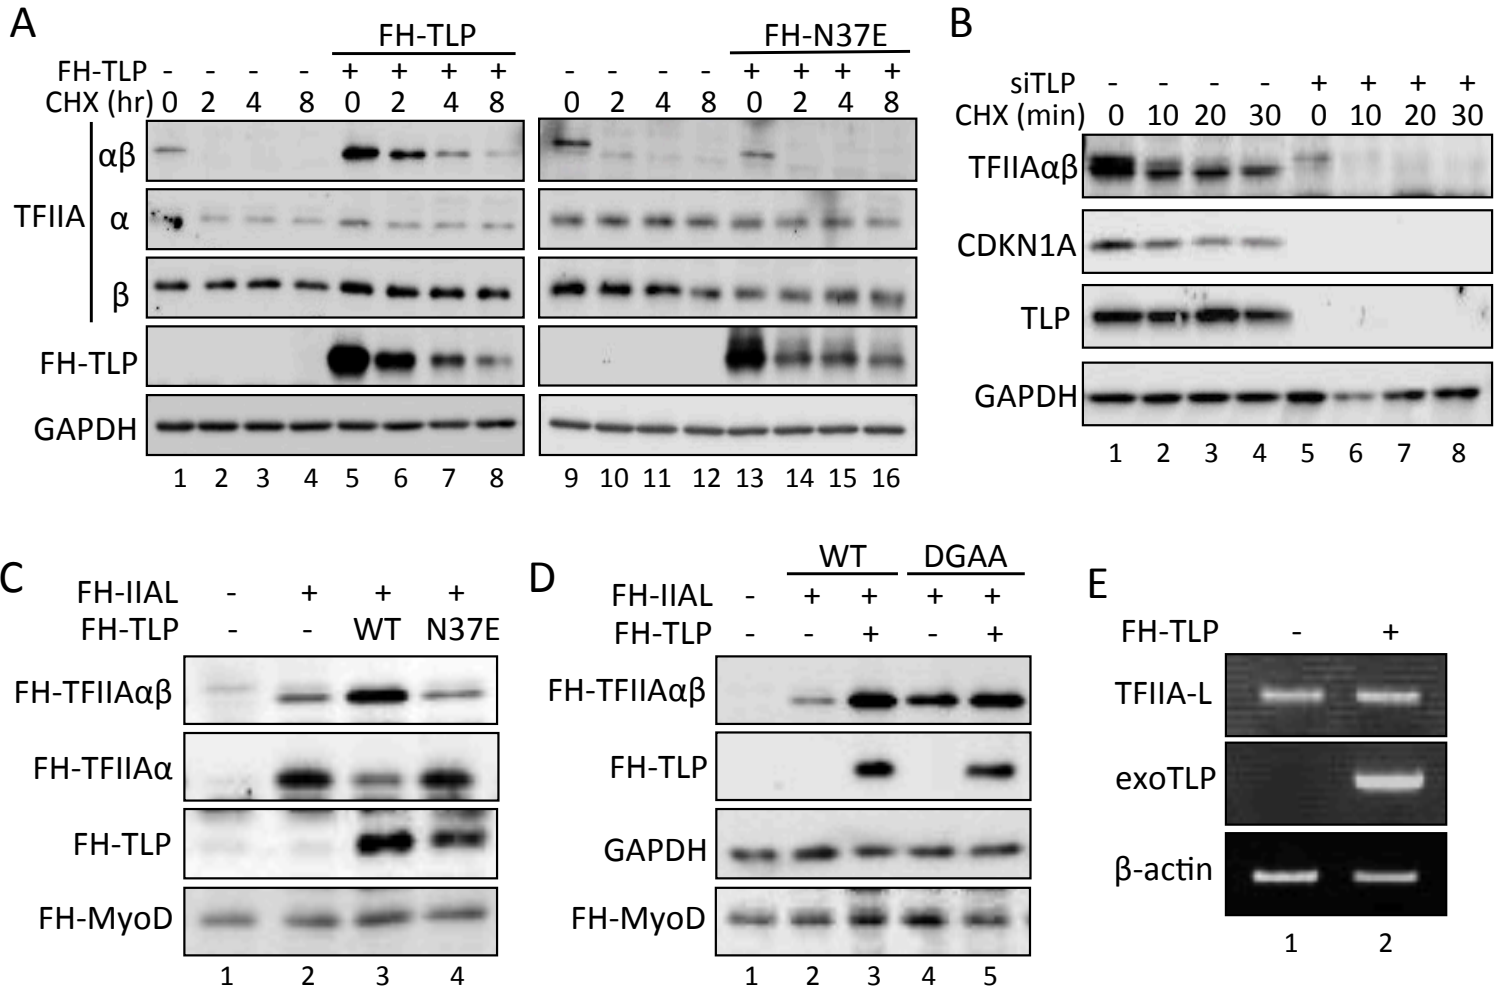 A
FH-TLP FH-N37E
FH-TLP - - - - + + + + - - - - + + + +
CHX (hr) 0 2 4 8 0 2 4 8 0 2 4 8 0 2 4 8
TFIIA
αβ
α
β
FH-TLP
GAPDH
1 2 3 4 5 6 7 8 9 10 11 12 13 14 15 16
B
siTLP - - - - + + + +
CHX (min) 0 10 20 30 0 10 20 30
TFIIAαβ
CDKN1A
TLP
GAPDH
1 2 3 4 5 6 7 8
C
FH-IIAL - + + +
FH-TLP - - WT N37E
FH-TFIIAαβ
FH-TFIIAα
FH-TLP
FH-MyoD
1 2 3 4
D
WT DGAA
FH-IIAL - + + + +
FH-TLP - - + - +
FH-TFIIAαβ
FH-TLP
GAPDH
FH-MyoD
1 2 3 4 5
E
FH-TLP - +
TFIIA-L
exoTLP
β-actin
1 2